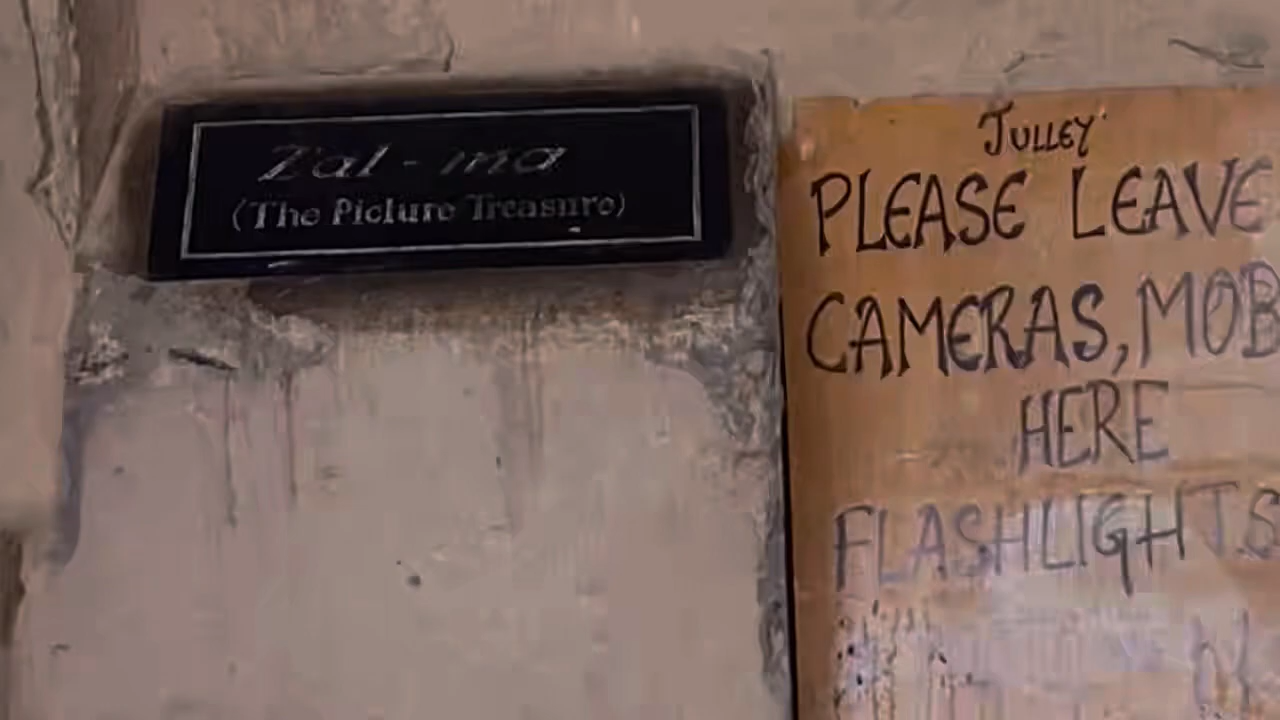 Zal - ma
(The Picture Treasure)
JULLEY
PLEASE LEAVE
CAMERAS, MOB
HERE
FLASHLIGHTS